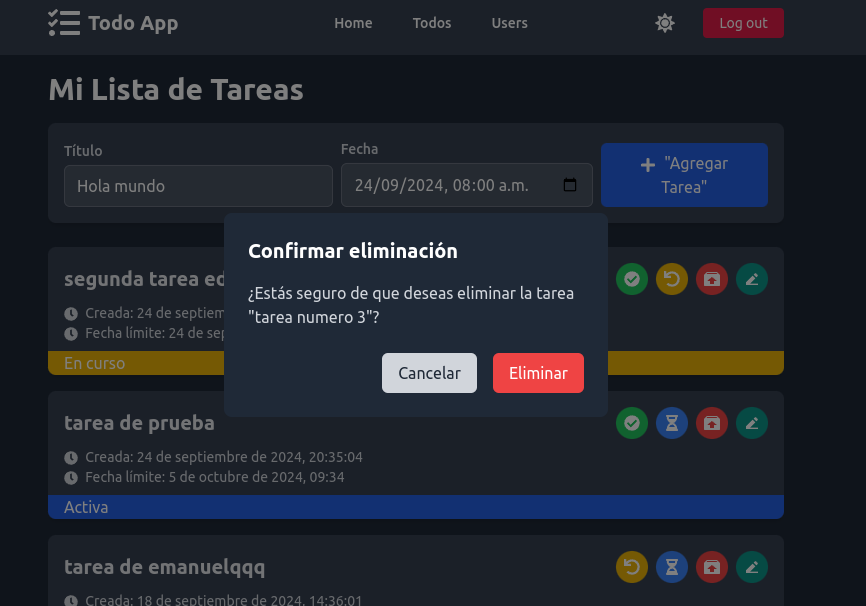 Todo App
Home
Todos
Users
Log out
Mi Lista de Tareas
Título
Fecha
Hola mundo
24/09/2024, 08:00 a.m.
"Agregar
Tarea"
Confirmar eliminación
¿Estás seguro de que deseas eliminar la tarea
"tarea numero 3"?
Cancelar
Eliminar
segunda tarea ed
Creada: 24 de septiem
Fecha límite: 24 de sep
En curso
tarea de prueba
Creada: 24 de septiembre de 2024, 20:35:04
Fecha límite: 5 de octubre de 2024, 09:34
Activa
tarea de emanuelqqq
Creada: 18 de septiembre de 2024, 14:36:01